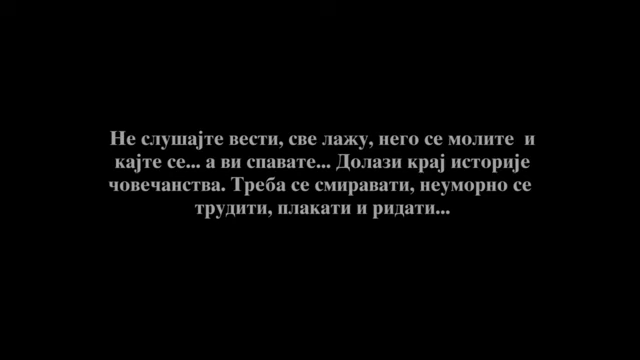 Не слушајте вести, све лажу, него се молите и
кајте се... а ви спавате... Долази крај историје
човечанства. Треба се смиравати, неуморно се
трудити, плакати и ридати...